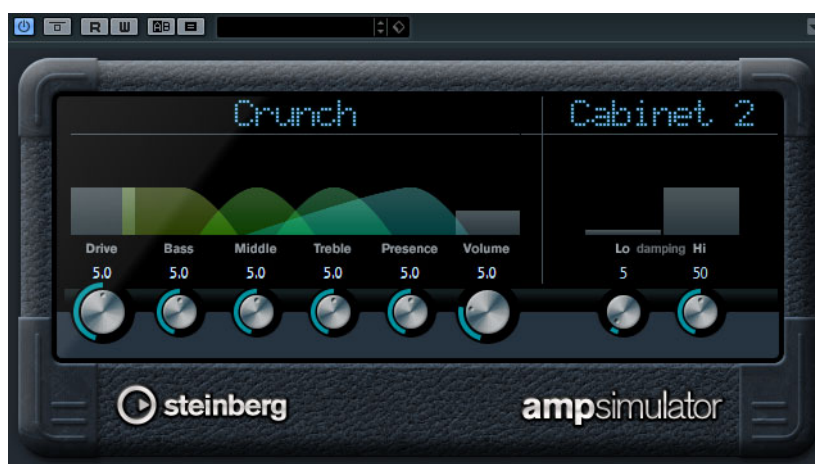 R W AB
Crunch Cabinet 2
Drive Bass Middle Treble Presence Volume Lo damping Hi
5.0 5.0 5.0 5.0 5.0 5.0 5 50
steinberg ampsimulator